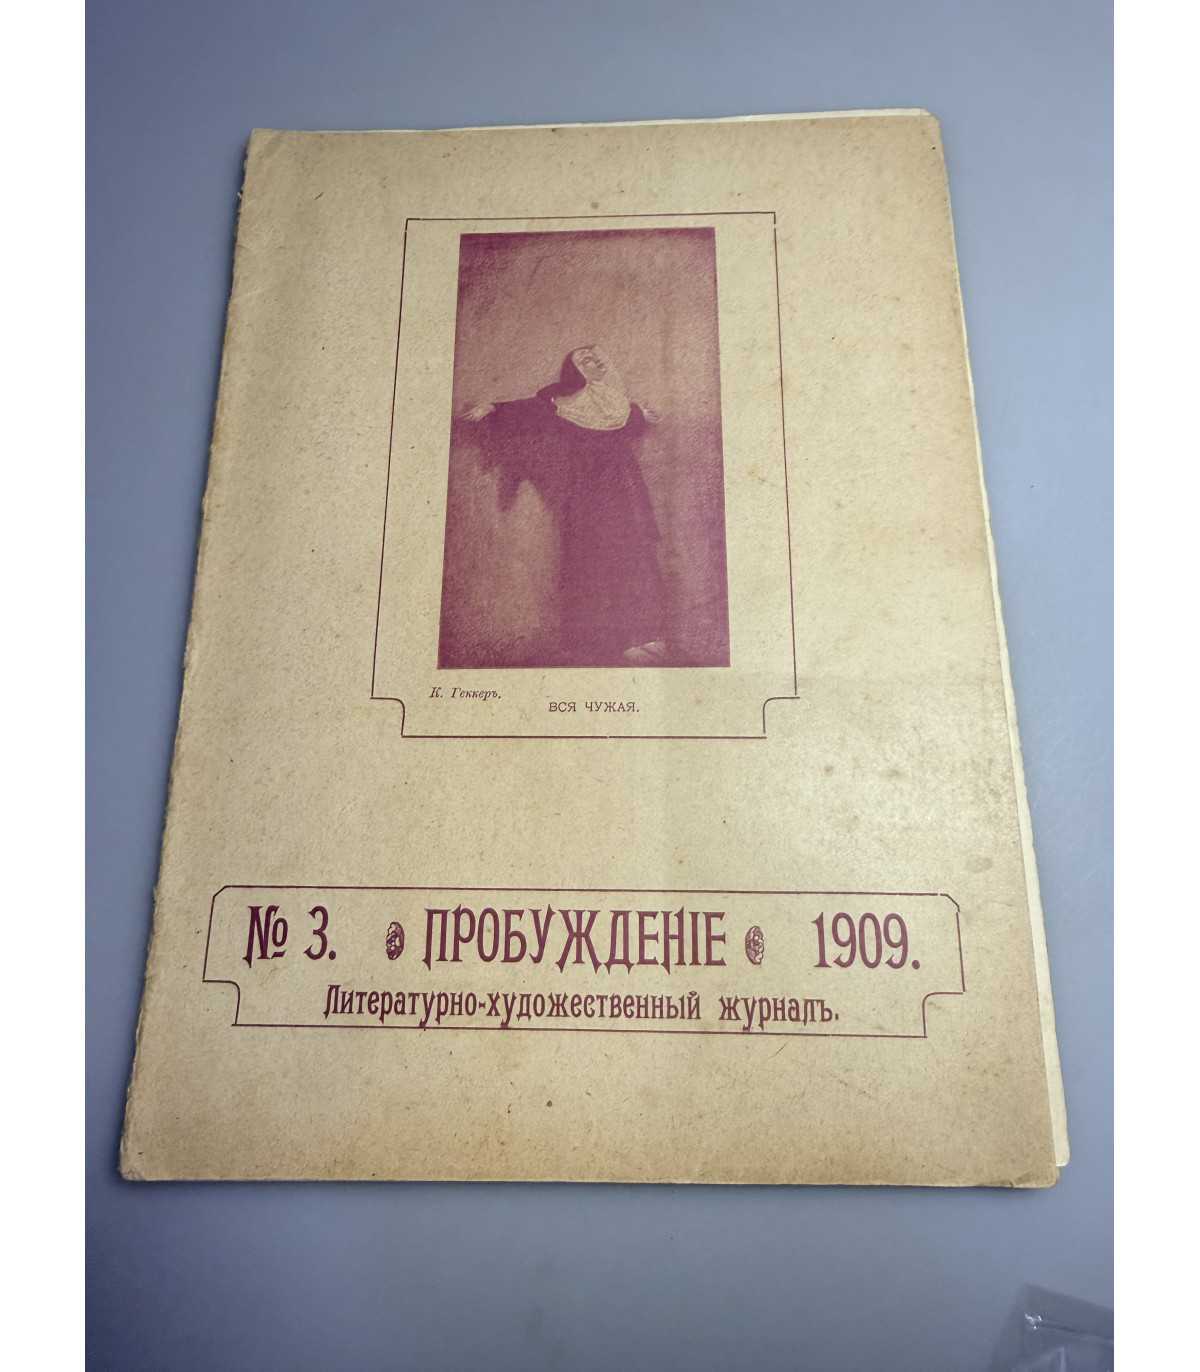 К. Геккеръ.
ВСЯ ЧУЖАЯ.
№ 3. ПРОБУЖДЕНІЕ 1909.
Литературно-художественный журналъ.